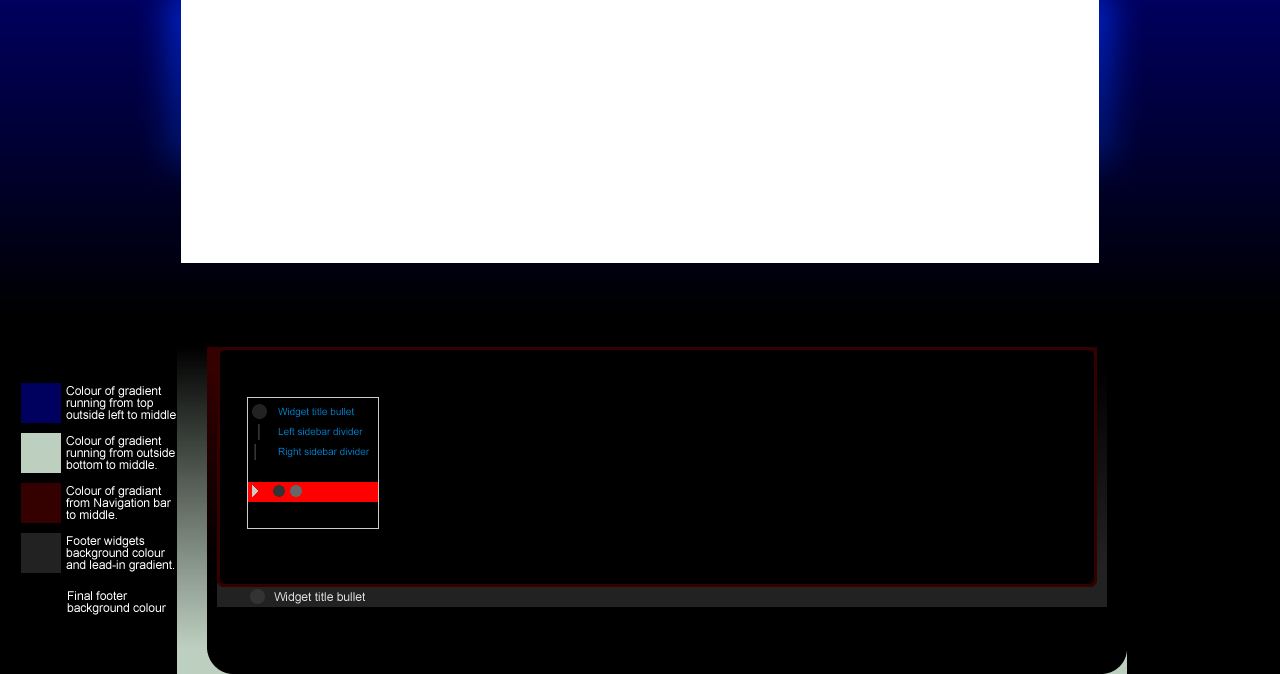 Colour of gradient
running from top
outside left to middle
Colour of gradient
running from outside
bottom to middle.
Colour of gradiant
from Navigation bar
to middle.
Footer widgets
background colour
and lead-in gradient.
Final footer
background colour
Widget title bullet
Left sidebar divider
Right sidebar divider
Widget title bullet